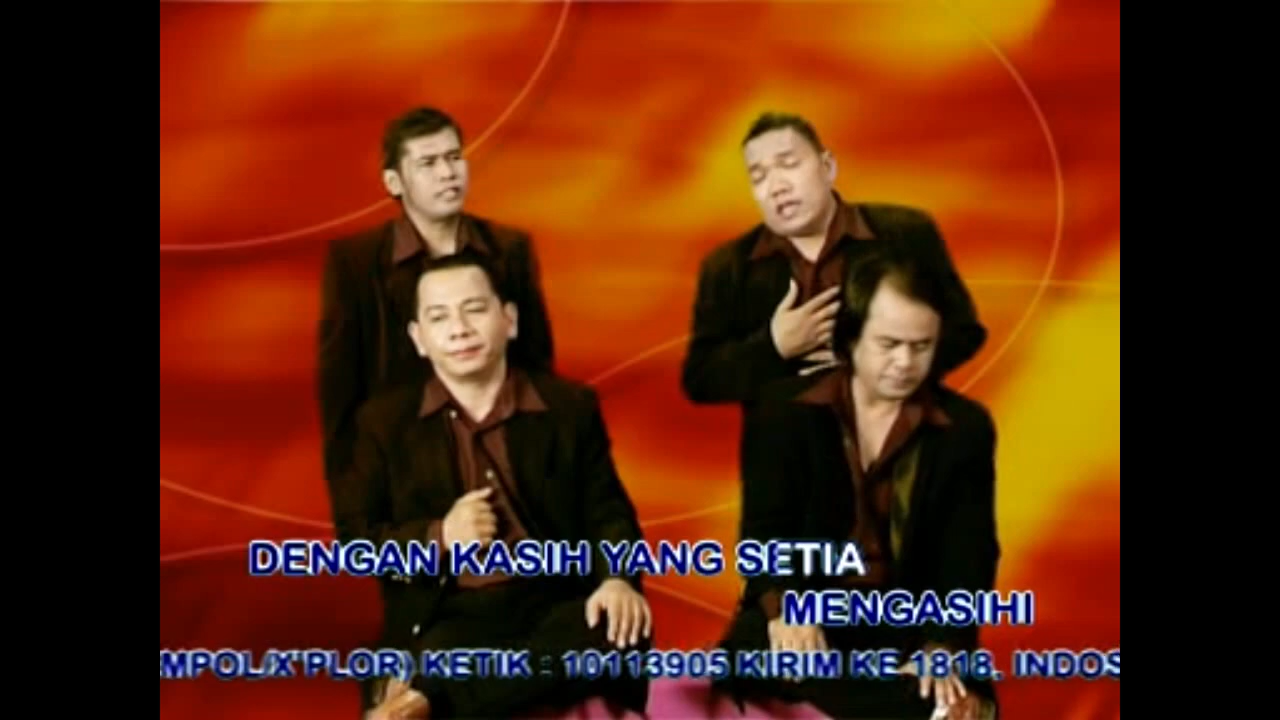 DENGAN KASIH YANG SETIA
MENGASIHI
MPOL/X'PLOR) KETIK : 10113905 KIRIM KE 1818. INDOS